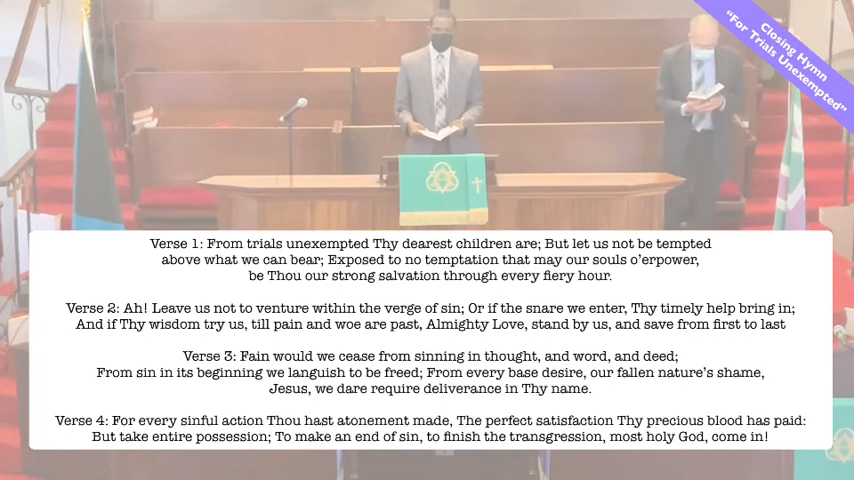 Closing Hymn
“For Trials Unexempted”
Verse 1: From trials unexempted Thy dearest children are; But let us not be tempted
above what we can bear; Exposed to no temptation that may our souls o’erpower,
be Thou our strong salvation through every fiery hour.
Verse 2: Ah! Leave us not to venture within the verge of sin; Or if the snare we enter, Thy timely help bring in;
And if Thy wisdom try us, till pain and woe are past, Almighty Love, stand by us, and save from first to last
Verse 3: Fain would we cease from sinning in thought, and word, and deed;
From sin in its beginning we languish to be freed; From every base desire, our fallen nature’s shame,
Jesus, we dare require deliverance in Thy name.
Verse 4: For every sinful action Thou hast atonement made, The perfect satisfaction Thy precious blood has paid:
But take entire possession; To make an end of sin, to finish the transgression, most holy God, come in!